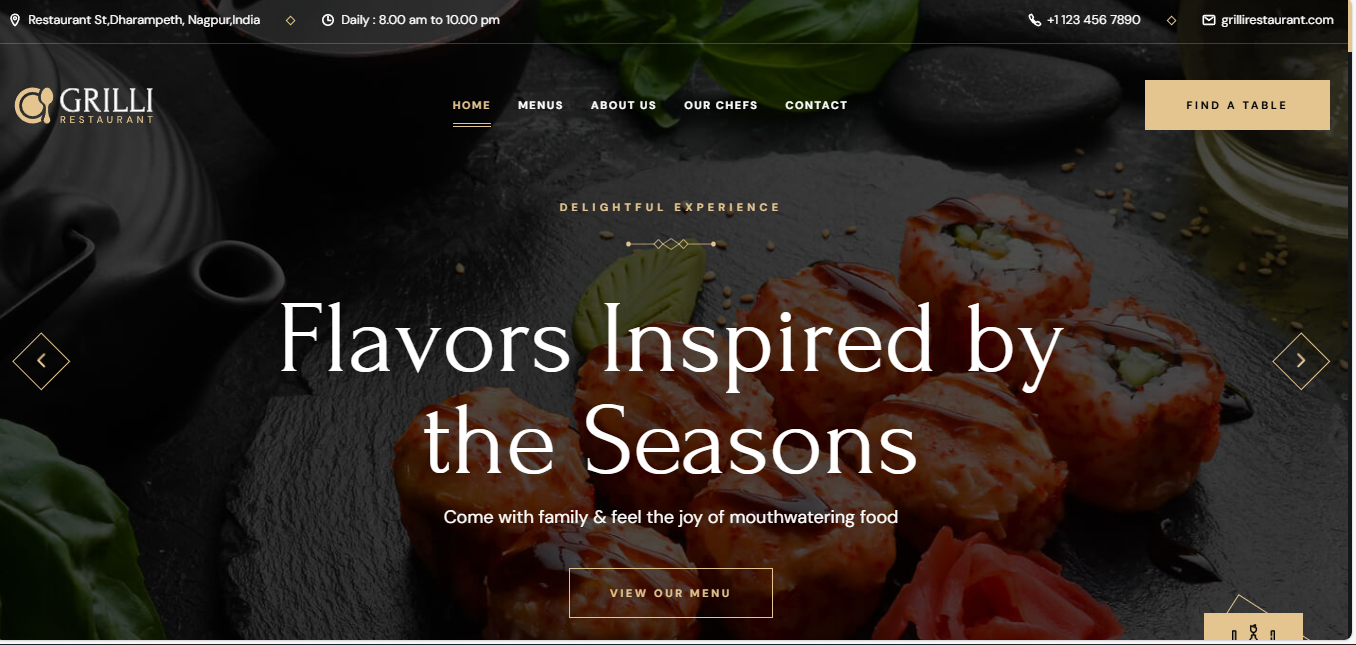 Restaurant St,Dharampeth, Nagpur,India
Daily : 8.00 am to 10.00 pm
+1 123 456 7890
grillirestaurant.com
GRILLI
RESTAURANT
HOME
MENUS
ABOUT US
OUR CHEFS
CONTACT
FIND A TABLE
DELIGHTFUL EXPERIENCE
Flavors Inspired by
the Seasons
Come with family & feel the joy of mouthwatering food
VIEW OUR MENU